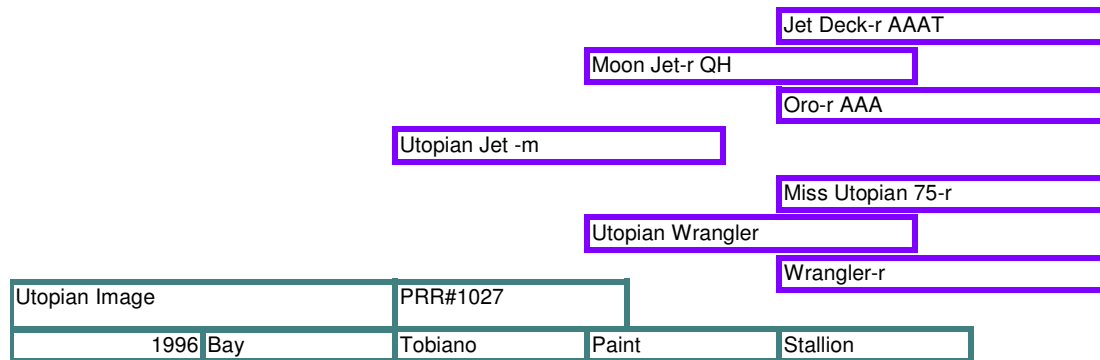 Jet Deck-r AAAT
Moon Jet-r QH
Oro-r AAA
Utopian Jet -m
Miss Utopian 75-r
Utopian Wrangler
Wrangler-r
Utopian Image PRR#1027
1996 Bay Tobiano Paint Stallion